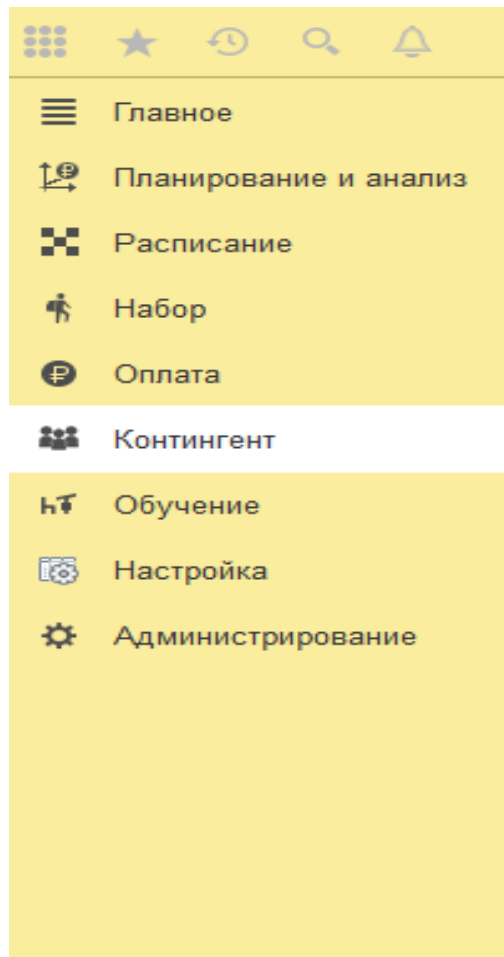 Главное
Планирование и анализ
Расписание
Набор
Оплата
Контингент
Обучение
Настройка
Администрирование